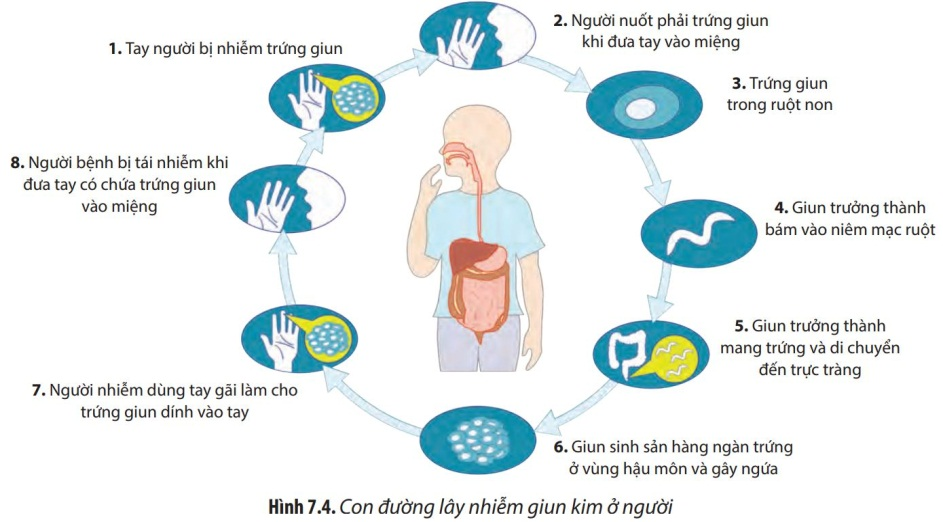 1. Tay người bị nhiễm trứng giun
2. Người nuốt phải trứng giun
khi đưa tay vào miệng
3. Trứng giun
trong ruột non
4. Giun trưởng thành
bám vào niêm mạc ruột
5. Giun trưởng thành
mang trứng và di chuyển
đến trực tràng
6. Giun sinh sản hàng ngàn trứng
ở vùng hậu môn và gây ngứa
7. Người nhiễm dùng tay gãi làm cho
trứng giun dính vào tay
8. Người bệnh bị tái nhiễm khi
đưa tay có chứa trứng giun
vào miệng
Hình 7.4. Con đường lây nhiễm giun kim ở người